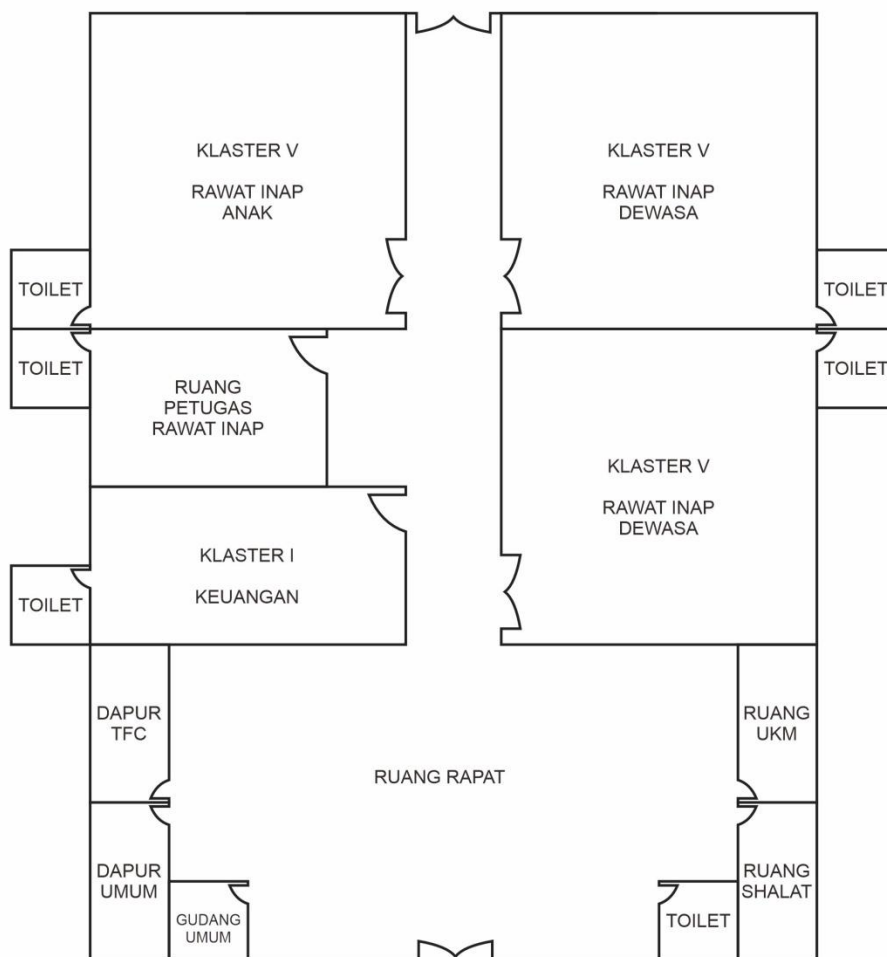 KLASTER V
RAWAT INAP
ANAK
KLASTER V
RAWAT INAP
DEWASA
TOILET
TOILET
TOILET
TOILET
RUANG
PETUGAS
RAWAT INAP
KLASTER V
RAWAT INAP
DEWASA
KLASTER I
KEUANGAN
TOILET
DAPUR
TFC
RUANG
UKM
RUANG RAPAT
DAPUR
UMUM
GUDANG
UMUM
TOILET
RUANG
SHALAT